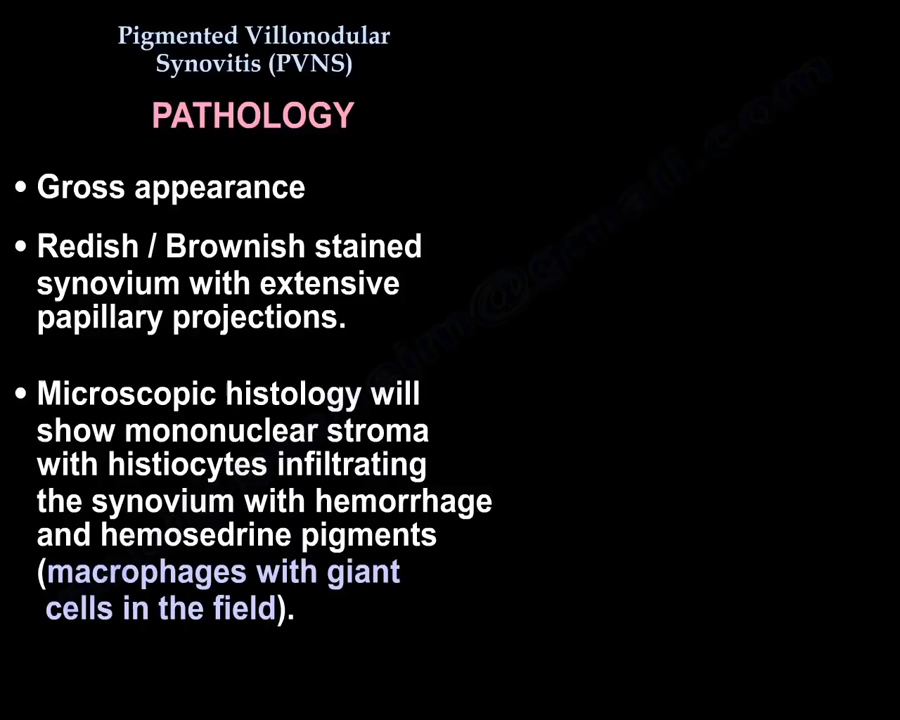 Pigmented Villonodular
Synovitis (PVNS)
PATHOLOGY
• Gross appearance
• Redish / Brownish stained
synovium with extensive
papillary projections.
• Microscopic histology will
show mononuclear stroma
with histiocytes infiltrating
the synovium with hemorrhage
and hemosedrine pigments
(macrophages with giant
cells in the field).